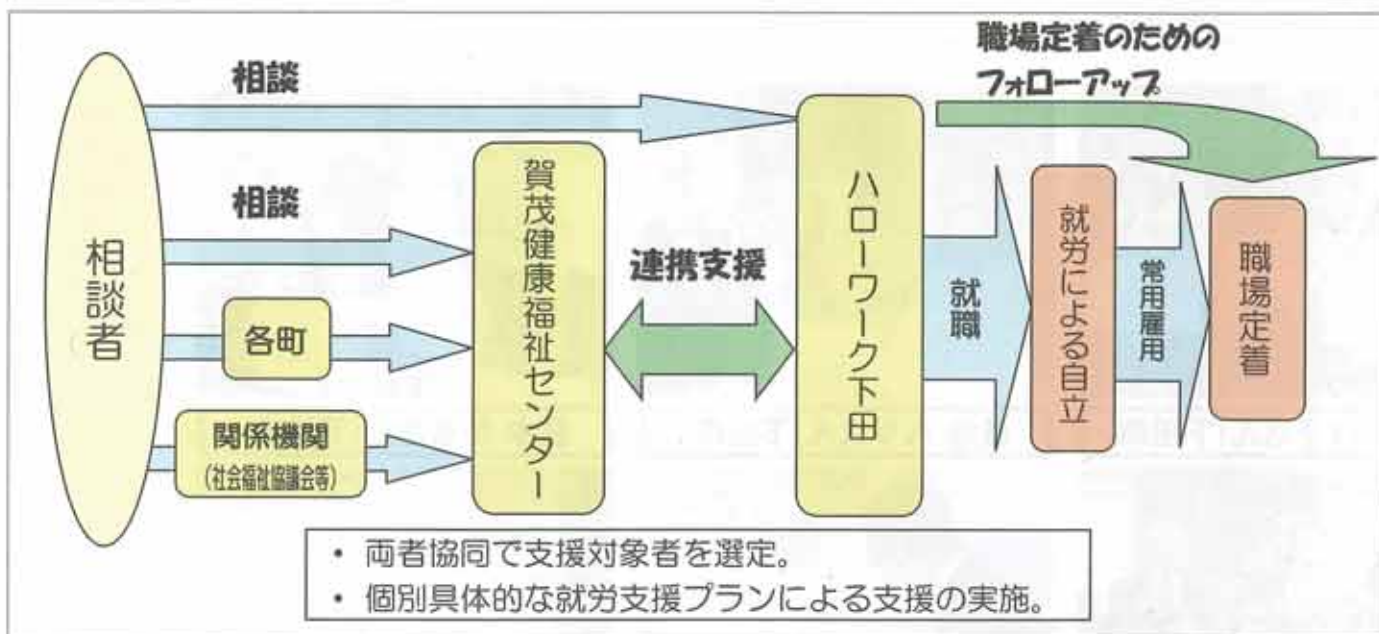 職場定着のための
フォローアップ
相談
相談
相談者
各町
関係機関
(社会福祉協議会等)
賀茂健康福祉センター
連携支援
ハローワーク下田
就職
就労による自立
常用雇用
職場定着
・ 両者協同で支援対象者を選定。
・ 個別具体的な就労支援プランによる支援の実施。